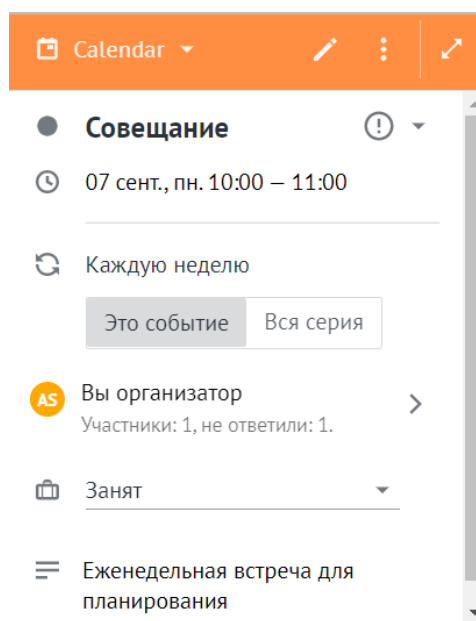 Calendar
Совещание
07 сент., пн. 10:00 — 11:00
Каждую неделю
Это событие Вся серия
AS Вы организатор
Участники: 1, не ответили: 1.
Занят
Еженедельная встреча для
планирования